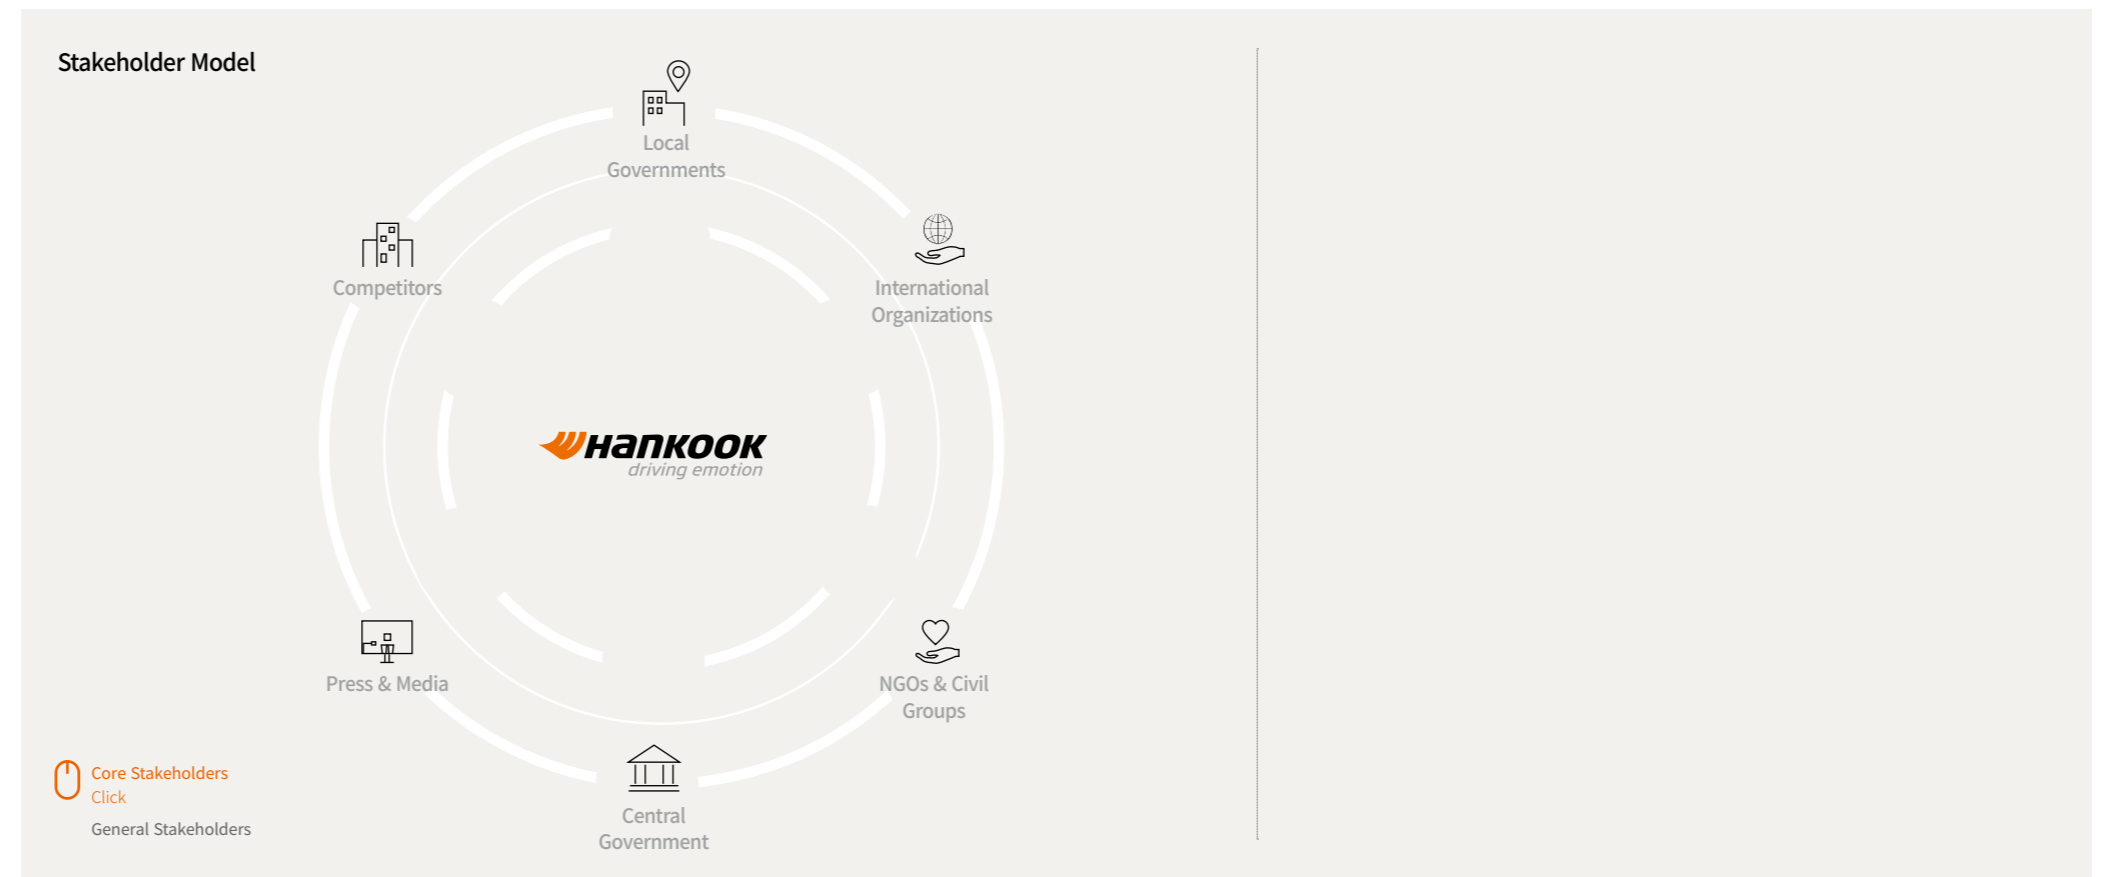 Stakeholder Model
Local
Governments
Competitors
International
Organizations
Hankook
driving emotion
Press & Media
NGOs & Civil
Groups
Central
Government
Core Stakeholders
Click
General Stakeholders